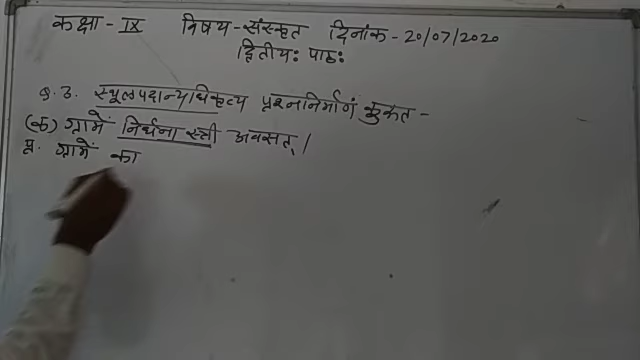 कक्षा - IX विषय - संस्कृत दिनांक - 20/07/2020
द्वितीयः पाठः
Q. 3. स्थूलपदान्यधिकृत्य प्रश्ननिर्माणं कुरुत -
(क) ग्रामे निर्धना स्त्री अवसत् ।
प्र. ग्रामे का